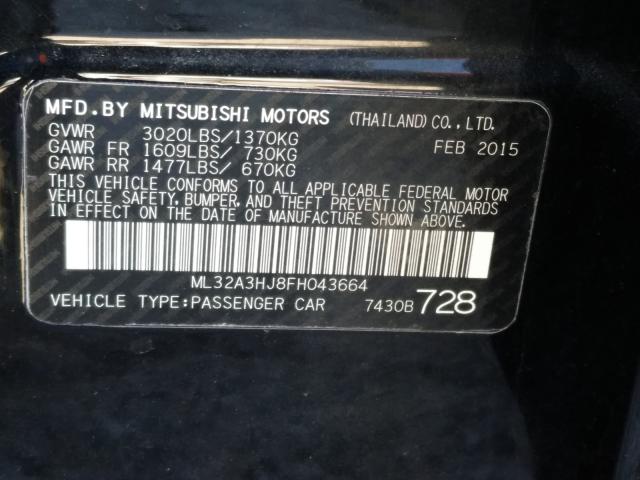 MFD.BY MITSUBISHI MOTORS (THAILAND)CO.,LTD.
GVWR 3020LBS/1370KG FEB 2015
GAWR FR 1609LBS/ 730KG
GAWR RR 1477LBS/ 670KG
THIS VEHICLE CONFORMS TO ALL APPLICABLE FEDERAL MOTOR
VEHICLE SAFETY, BUMPER, AND THEFT PREVENTION STANDARDS
IN EFFECT ON THE DATE OF MANUFACTURE SHOWN ABOVE.
ML32A3HJ8FH043664
VEHICLE TYPE:PASSENGER CAR 7430B 728